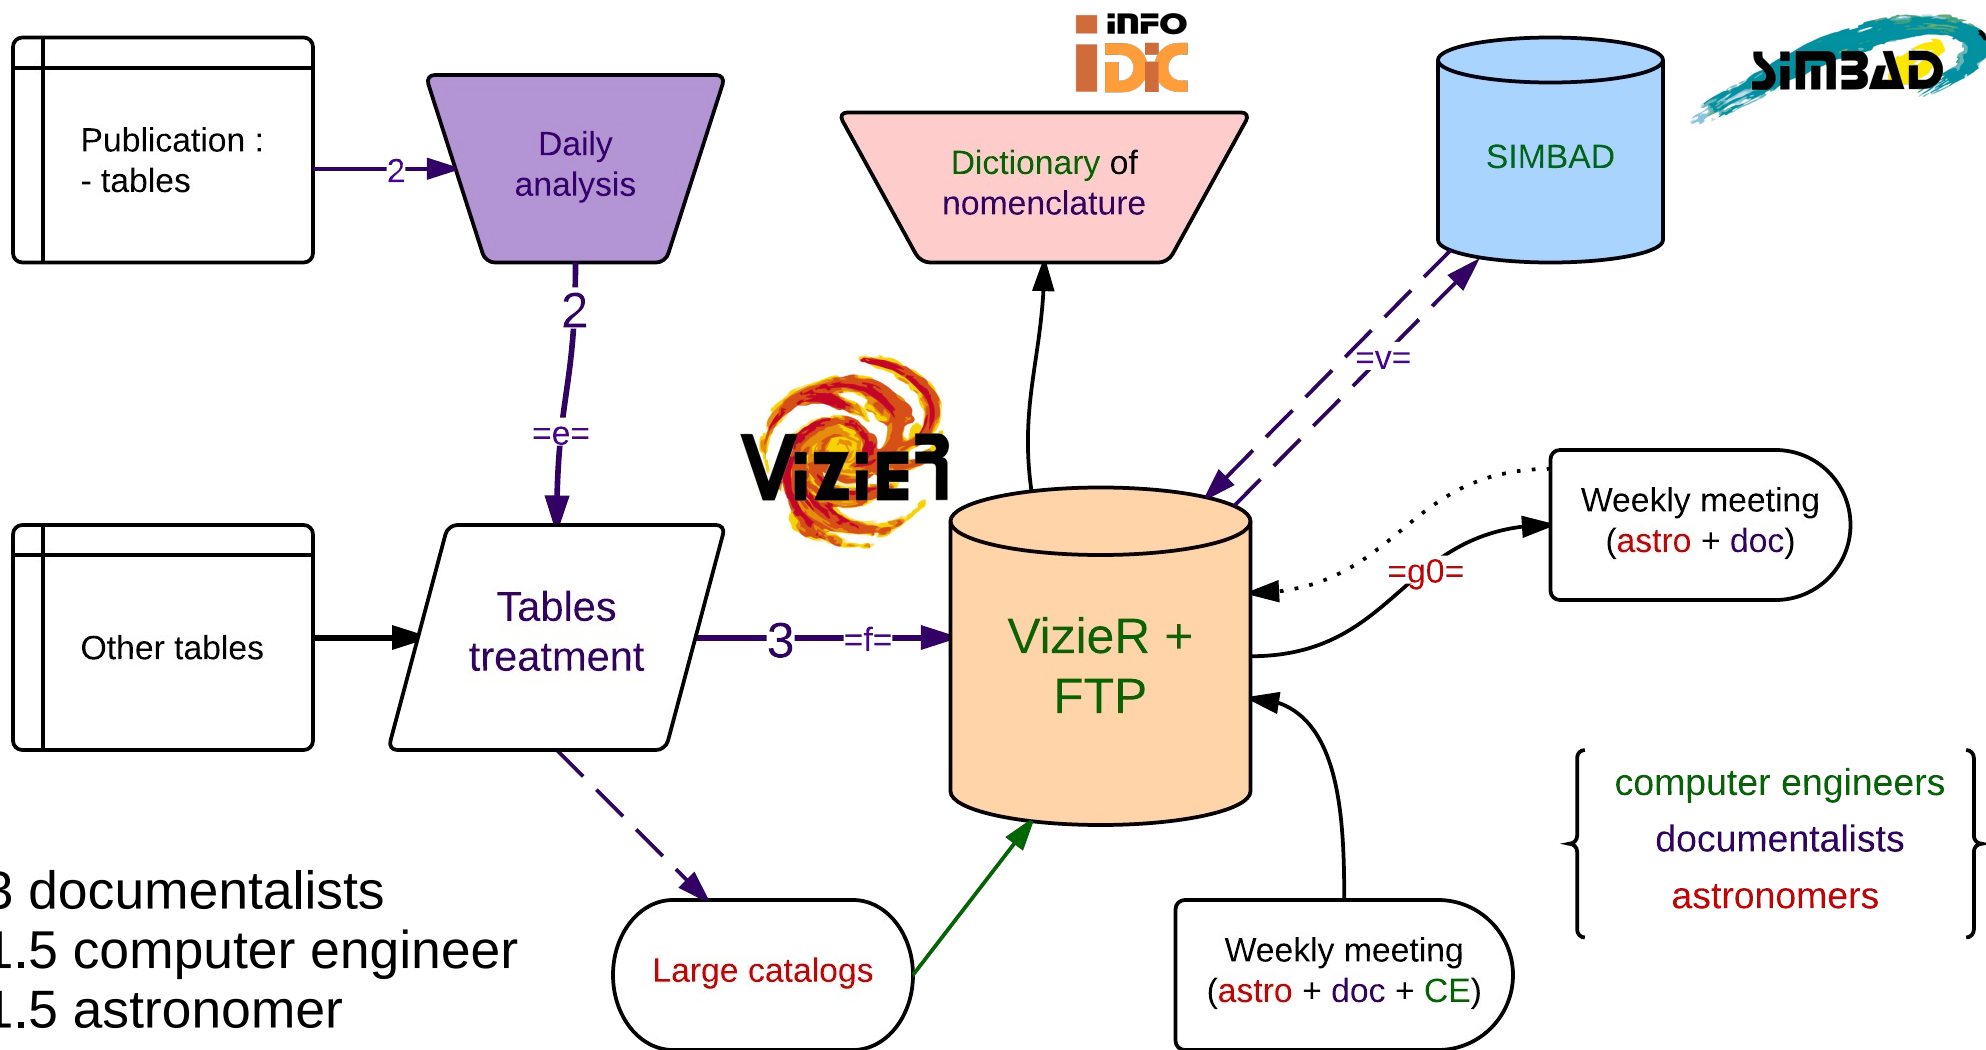 iNFO
DiC
SiMBAD
Publication :
- tables
2
Daily
analysis
Dictionary of
nomenclature
SIMBAD
2
=e=
=v=
ViZiER
Weekly meeting
(astro + doc)
=g0=
Other tables
Tables
treatment
3
=f=
VizieR +
FTP
computer engineers
documentalists
astronomers
3 documentalists
1.5 computer engineer
1.5 astronomer
Large catalogs
Weekly meeting
(astro + doc + CE)